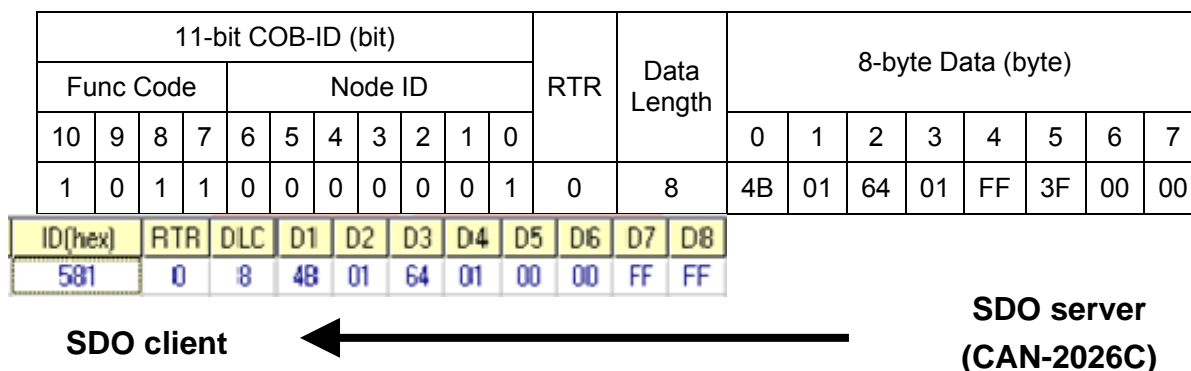 11-bit COB-ID (bit)
RTR
Data Length
8-byte Data (byte)
Func Code Node ID
10 9 8 7 6 5 4 3 2 1 0 0 1 2 3 4 5 6 7
1 0 1 1 0 0 0 0 0 0 1 0 8 4B 01 64 01 FF 3F 00 00
ID(hex) RTR DLC D1 D2 D3 D4 D5 D6 D7 D8
581 0 8 4B 01 64 01 00 00 FF FF
SDO client
SDO server
(CAN-2026C)